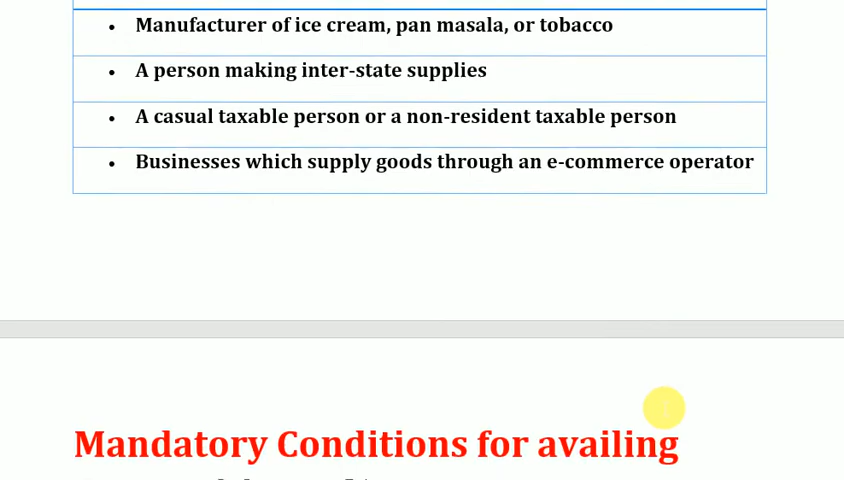 • Manufacturer of ice cream, pan masala, or tobacco
• A person making inter-state supplies
• A casual taxable person or a non-resident taxable person
• Businesses which supply goods through an e-commerce operator
Mandatory Conditions for availing